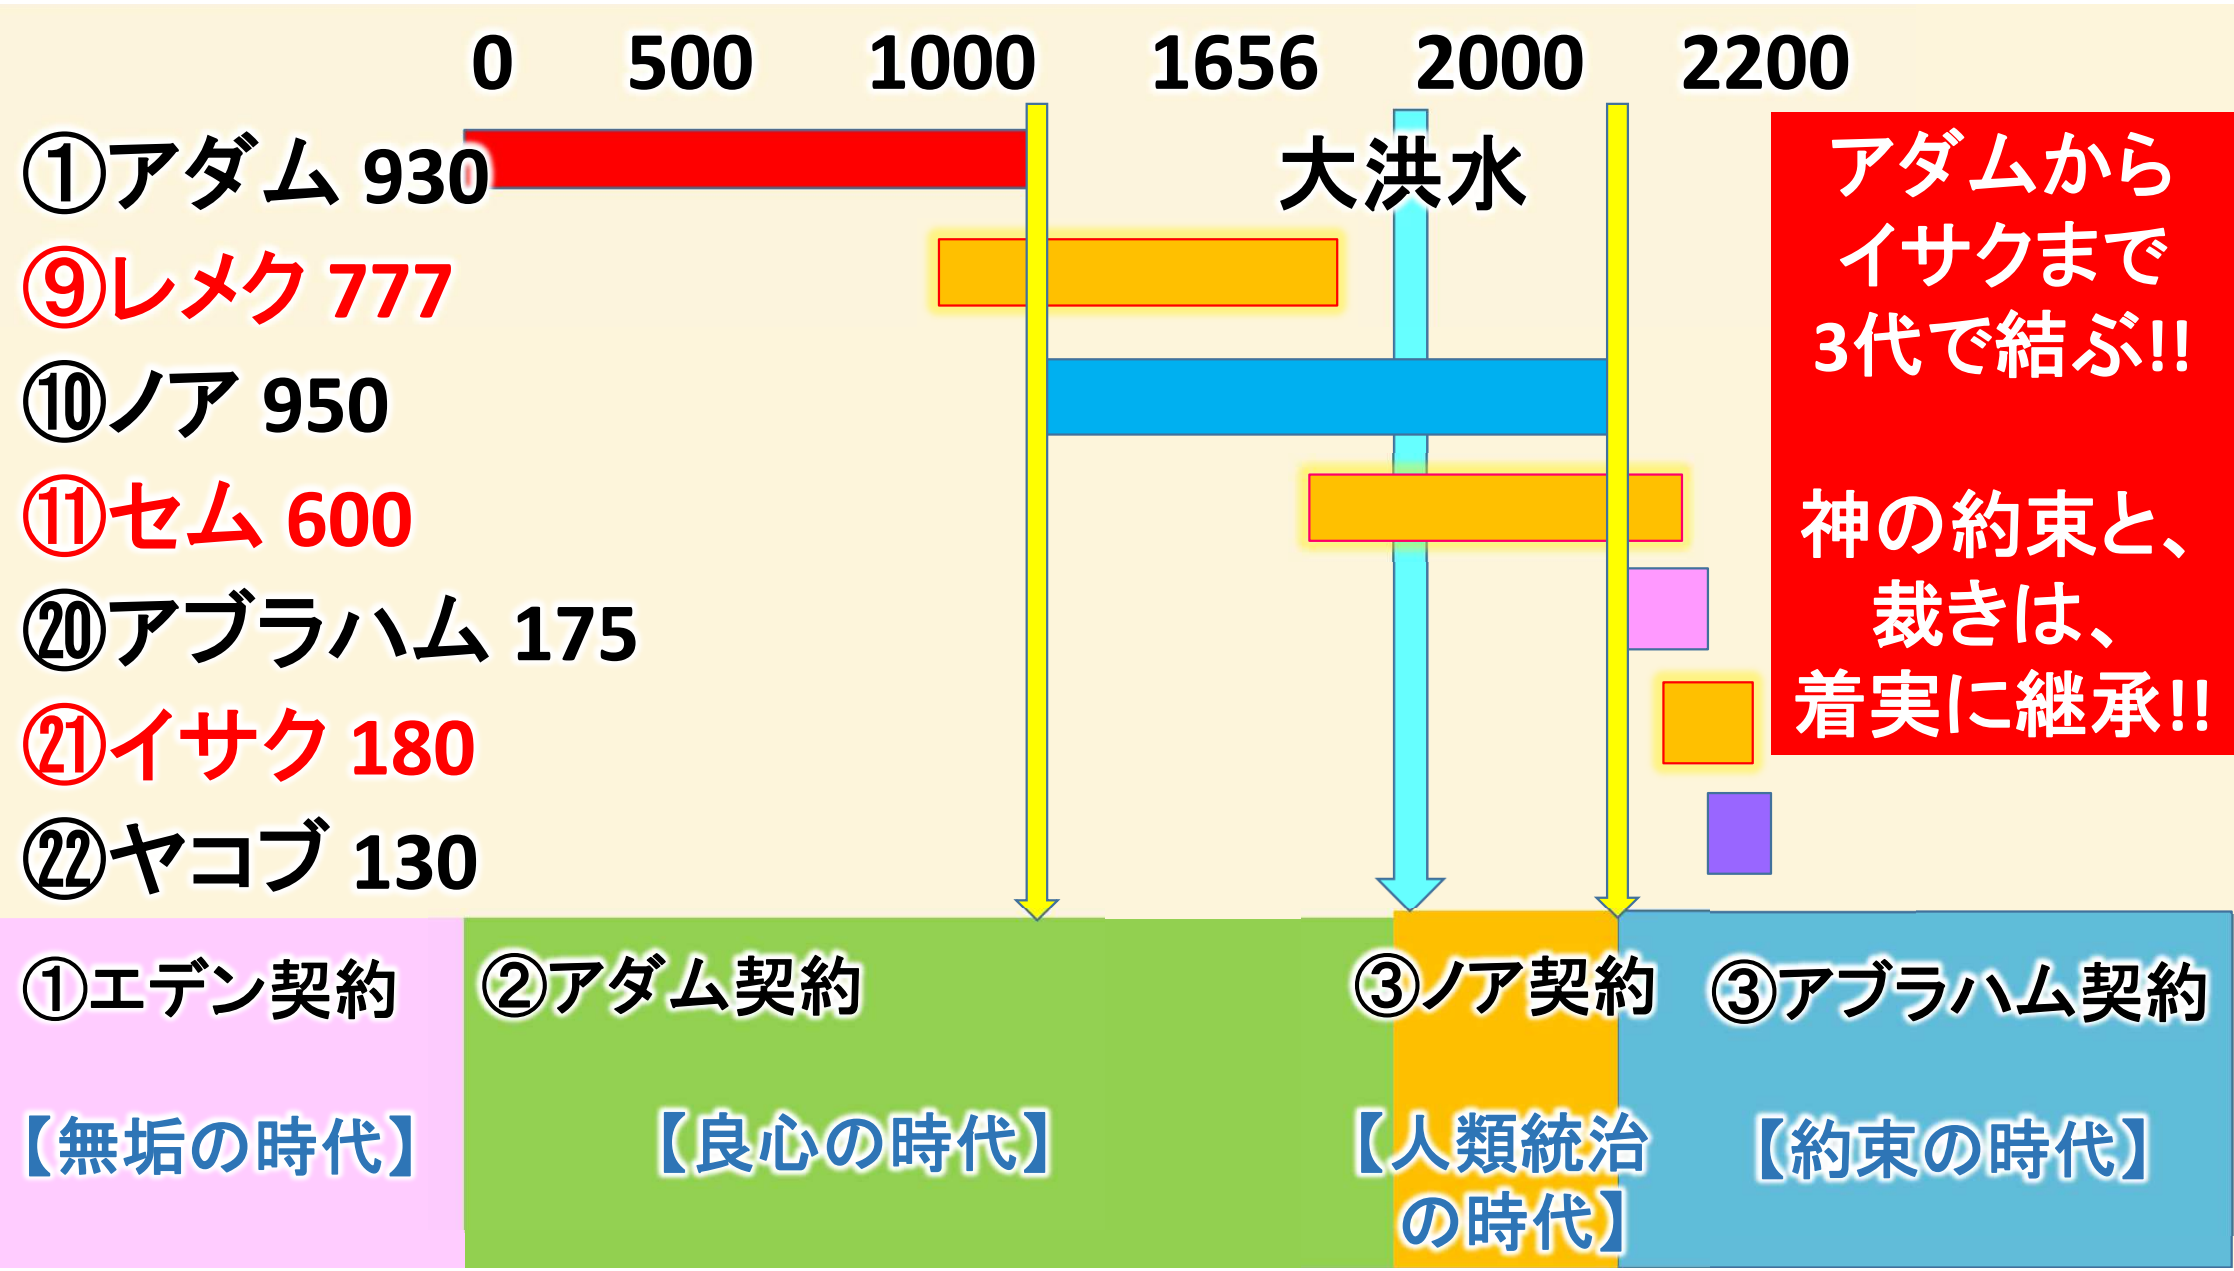 0 500 1000 1656 2000 2200
①アダム 930
大洪水
⑨レメク 777
⑩ノア 950
⑪セム 600
⑳アブラハム 175
㉑イサク 180
㉒ヤコブ 130
アダムから
イサクまで
3代で結ぶ!!
神の約束と、
裁きは、
着実に継承!!
①エデン契約
【無垢の時代】
②アダム契約
【良心の時代】
③ノア契約
【人類統治
の時代】
③アブラハム契約
【約束の時代】